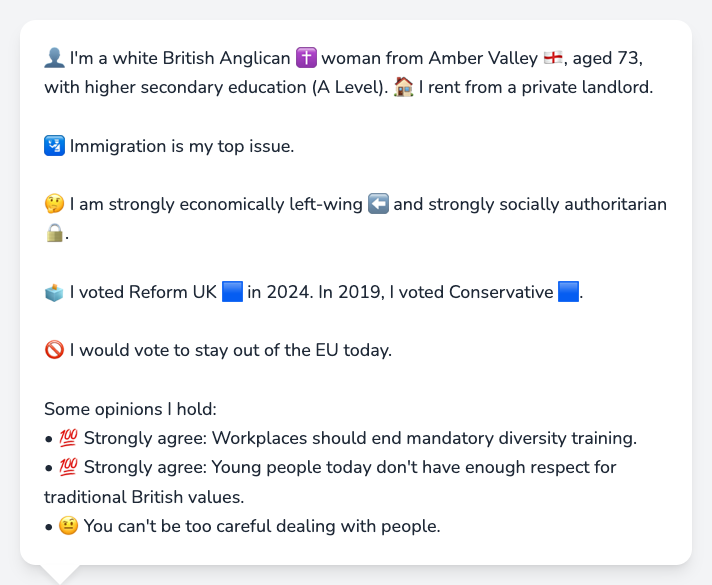 👤 I'm a white British Anglican ✝️ woman from Amber Valley 🏴󠁧󠁢󠁥󠁮󠁧󠁿, aged 73,
with higher secondary education (A Level). 🏠 I rent from a private landlord.
🛂 Immigration is my top issue.
🤔 I am strongly economically left-wing ⬅️ and strongly socially authoritarian
🔒.
🗳️ I voted Reform UK 🟦 in 2024. In 2019, I voted Conservative 🟦.
🚫 I would vote to stay out of the EU today.
Some opinions I hold:
• 💯 Strongly agree: Workplaces should end mandatory diversity training.
• 💯 Strongly agree: Young people today don't have enough respect for
traditional British values.
• 🤨 You can't be too careful dealing with people.